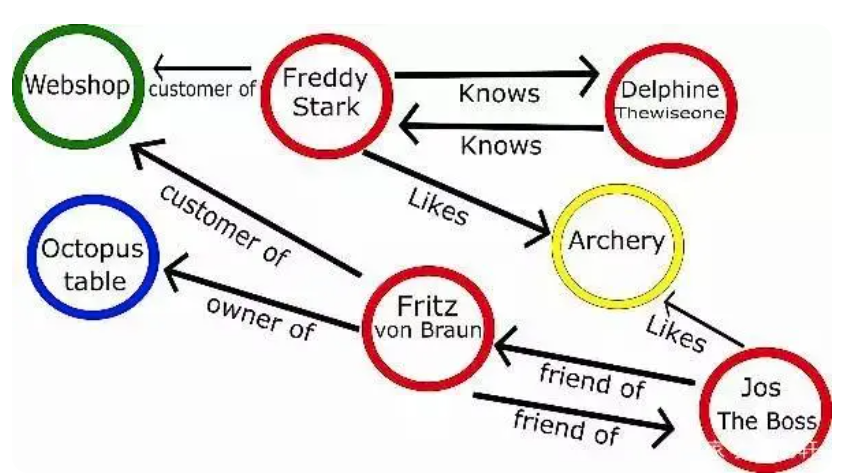 Webshop
customer of
Freddy
Stark
Knows
Knows
Delphine
Thewiseone
customer of
Likes
Archery
Octopus
table
owner of
Fritz
von Braun
Likes
friend of
friend of
Jos
The Boss